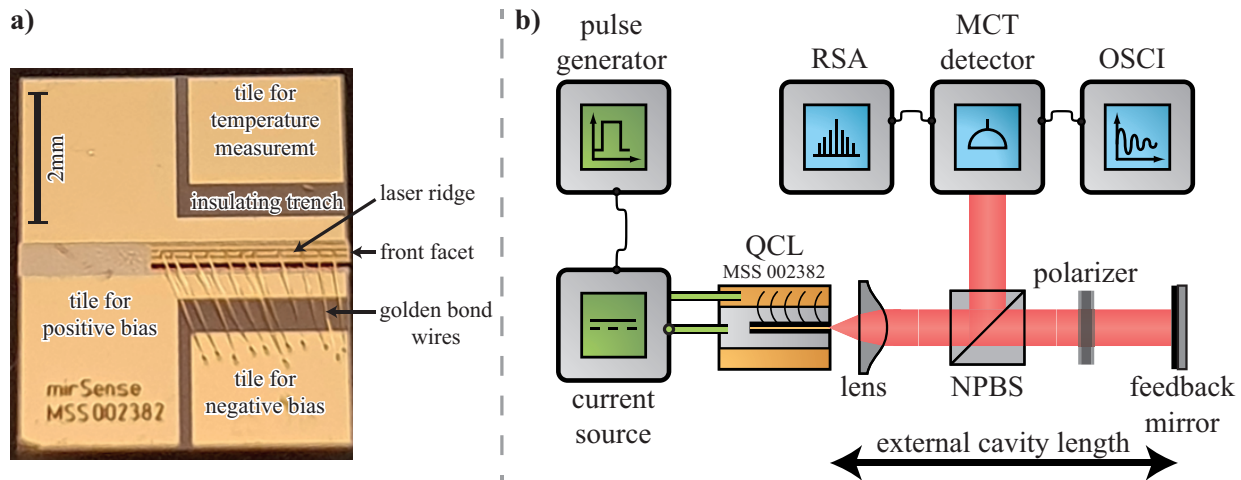 a)
tile for
temperature
measuremt
2mm
insulating trench
laser ridge
front facet
tile for
positive bias
golden bond
wires
tile for
negative bias
mirSense
MSS 002382
b)
pulse
generator
RSA
MCT
detector
OSCI
QCL
MSS 002382
polarizer
current
source
lens
NPBS
feedback
mirror
external cavity length